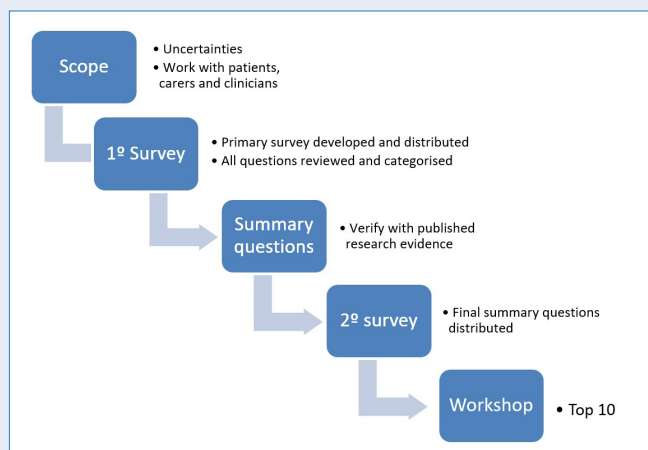 Scope
• Uncertainties
• Work with patients,
carers and clinicians
1º Survey
• Primary survey developed and distributed
• All questions reviewed and categorised
Summary
questions
• Verify with published
research evidence
2º survey
• Final summary questions
distributed
Workshop
• Top 10